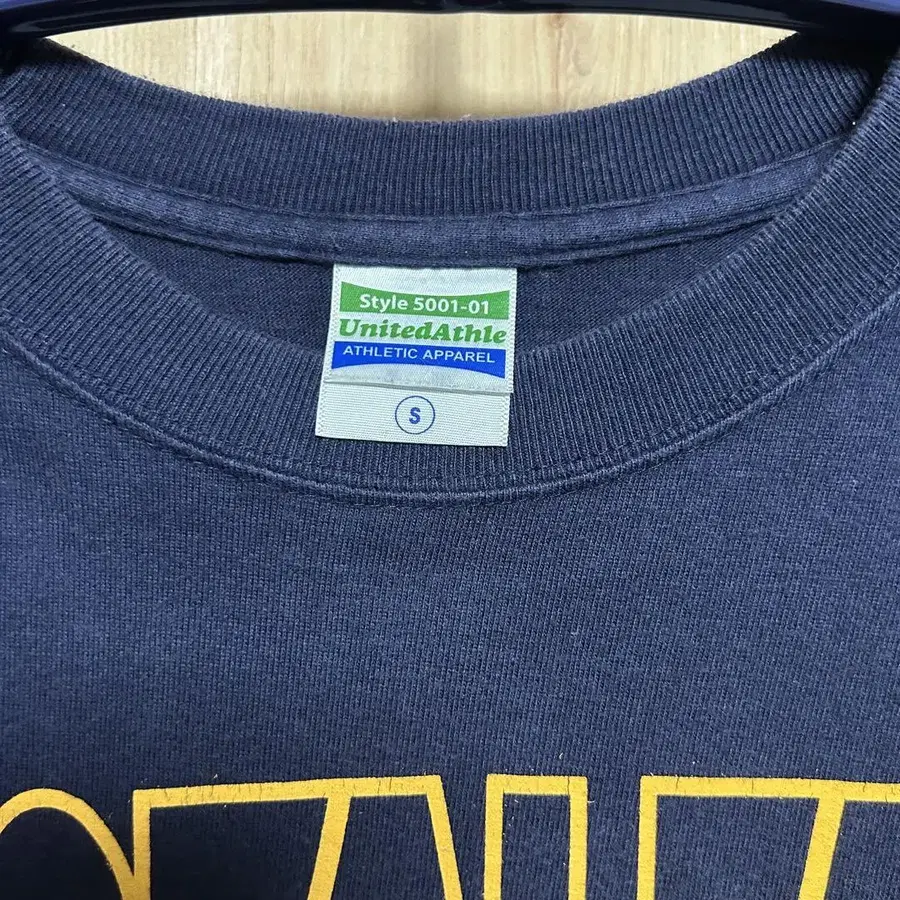 Style 5001-01
UnitedAthle
ATHLETIC APPAREL
S